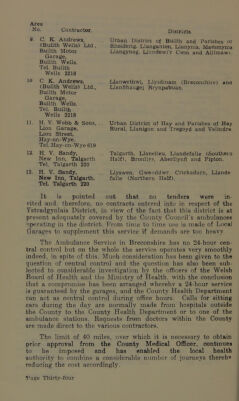 Area
No. Contractor. Districts
9. C. K. Andrews, Urban District of Builth and Parishes of
(Builth Wells) Ltd., Llangynog, Llanddewi'r Cwm and
Builth Motor
Garage,
Builth Wells.
Tel. Builth
Wells 2218
10. C. K. Andrews, Llanwrthwl, Llysdinam (Breconshire) and
(Builth Wells) Ltd., Llanfihangel Brynpabuan.
Builth Motor
Garage,
Builth Wells.
Tel. Builth
Wells 2218
11. H. V. Webb & Sons, Urban District of Hay and Parishes of Hay
Lion Garage, Rural, Llanigon and Tregoyd and Velindre
Lion Street,
Hay-on-Wye.
Tel. Hay-on-Wye 619
12. H. V. Sandy, Talgarth, Llanelieu, Llandefalle (Southern
New Inn, Talgarth Half), Bronllys, Aberllynfi and Pipton.
Tel. Talgarth 220
13. H. V. Sandy, Llyswen, Gwenddwr Crickadarn, Llande-
New Inn, Talgarth. falle (Northern Half).
Tel. Talgarth 220
It is pointed out that no tenders were in-
vited and, therefore, no contracts entered into in respect of the
Ystradgynlais District, in view of the fact that this district is at
present adequately covered by the County Council's ambulances
operating in the district. From time to time use is made of Local
Garages to supplement this service if demands are too heavy.
The Ambulance Service in Breconshire has no 24-hour cen-
tral control but on the whole the service operates very smoothly
indeed, in spite of this. Much consideration has been given to the
question of central control and the question has also been sub-
jected to considerable investigation by the officers of the Welsh
Board of Health and the Ministry of Health, with the conclusion
that a compromise has been arranged whereby a 24-hour service
is guaranteed by the garages, and the County Health Department
can act as central control during office hours. Calls for sitting
cars during the day are normally made from hospitals outside
the County to the County Health Department or to one of the
ambulance stations. Requests from doctors within the County
are made direct to the various contractors.
The limit of 40 miles, over which it is necessary to obtain
prior approval from the County Medical Officer, continues
to be imposed and has enabled the local health
authority to combine a considerable number of journeys thereby
reducing the cost accordingly.
Page Thirty-four